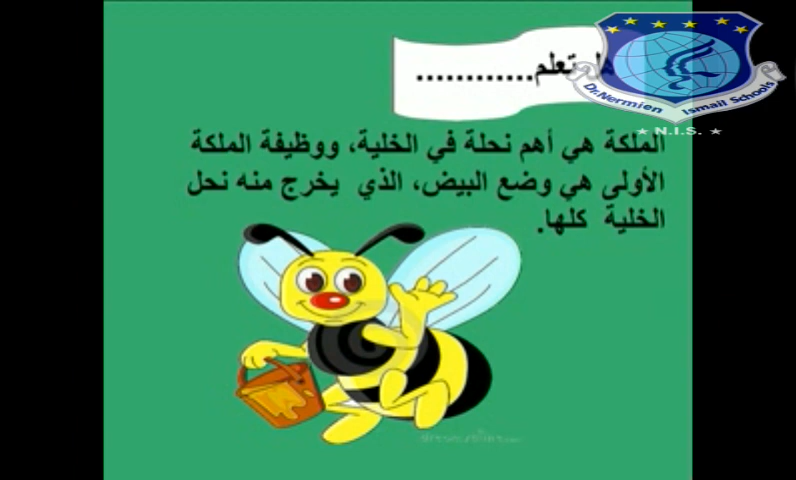 هل تعلم............
الملكة هي أهم نحلة في الخلية، ووظيفة الملكة
الأولى هي وضع البيض، الذي يخرج منه نحل
الخلية كلها.
Dr.Nermien Ismail Schools
★ N.I.S. ★